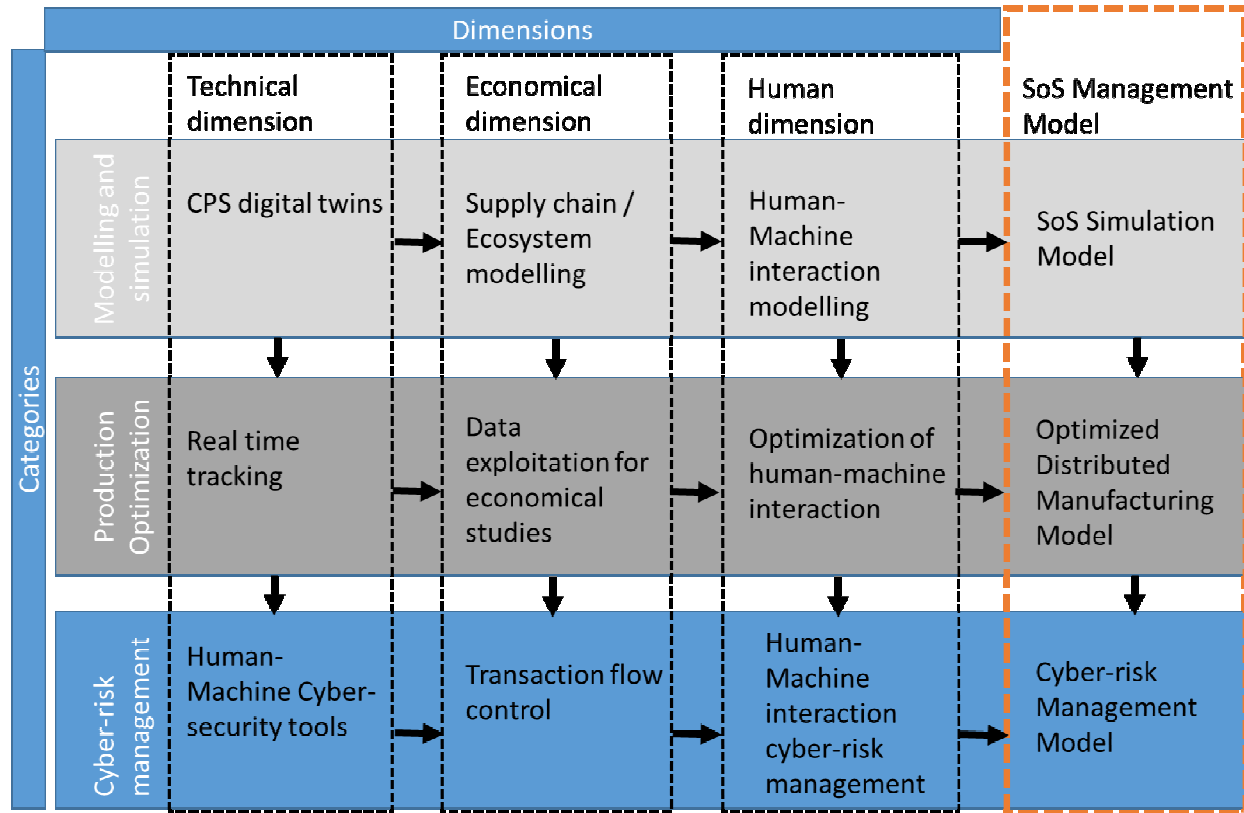 Dimensions
Categories
Technical
dimension
Economical
dimension
Human
dimension
SoS Management
Model
Modelling and
simulation
CPS digital twins
Supply chain /
Ecosystem
modelling
Human-
Machine
interaction
modelling
SoS Simulation
Model
Production
Optimization
Real time
tracking
Data
exploitation for
economical
studies
Optimization of
human-machine
interaction
Optimized
Distributed
Manufacturing
Model
Cyber-risk
management
Human-
Machine Cyber-
security tools
Transaction flow
control
Human-
Machine
interaction
cyber-risk
management
Cyber-risk
Management
Model